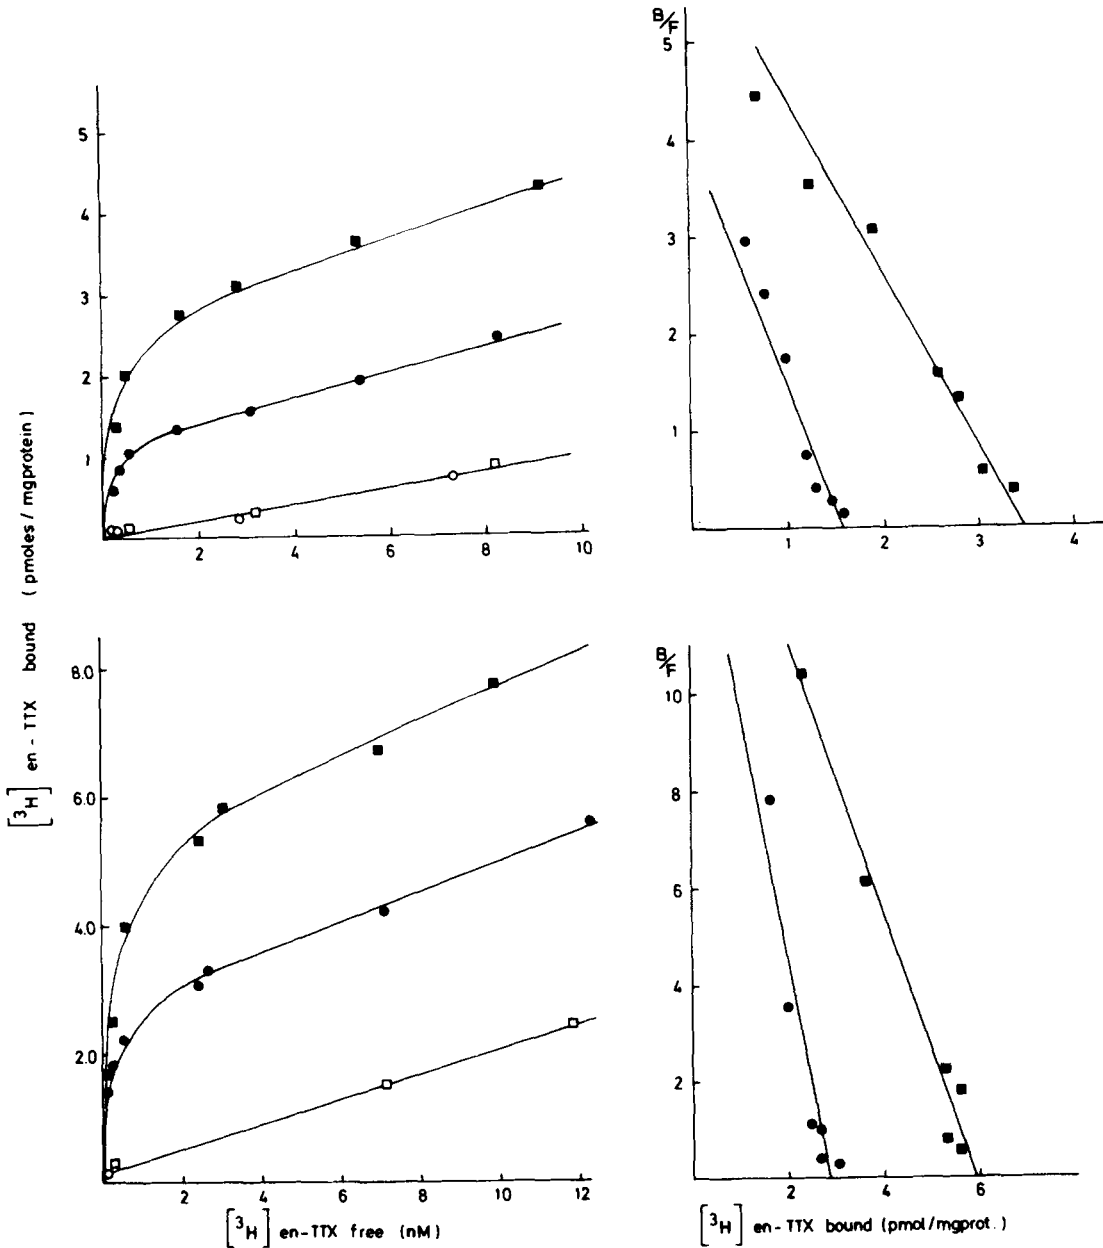 B/F
5
4
3
2
1
1 2 3 4
5
4
3
2
1
2 4 6 8 10
[³H] en-TTX bound (pmoles/mgprotein)
8.0
6.0
4.0
2.0
2 4 6 8 10 12
[³H] en-TTX free (nM)
B/F
10
8
6
4
2
2 4 6
[³H] en-TTX bound (pmol/mgprot.)